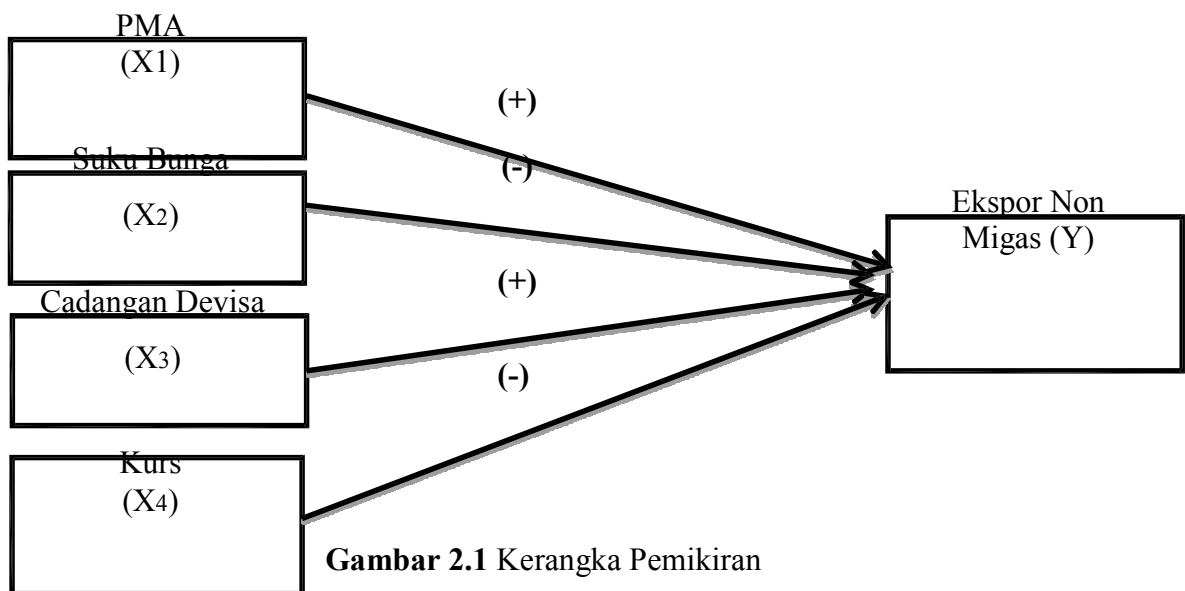 PMA
(X1)
(+)
(-)
Suku Bunga
(X2)
Ekspor Non
Migas (Y)
(+)
Cadangan Devisa
(X3)
(-)
Kurs
(X4)
Gambar 2.1 Kerangka Pemikiran